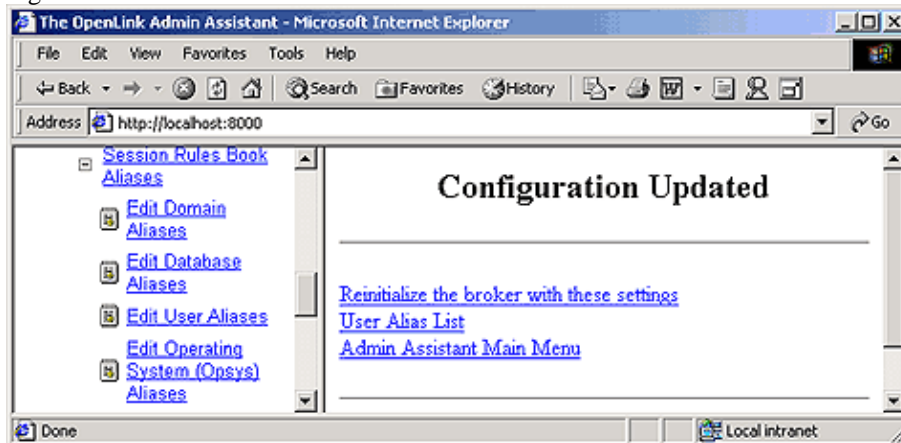 The OpenLink Admin Assistant - Microsoft Internet Explorer
File Edit View Favorites Tools Help
Back Search Favorites History
Address http://localhost:8000 Go
Session Rules Book
Aliases
Edit Domain
Aliases
Edit Database
Aliases
Edit User Aliases
Edit Operating
System (Opsys)
Aliases
Configuration Updated
Reinitialize the broker with these settings
User Alias List
Admin Assistant Main Menu
Done Local intranet